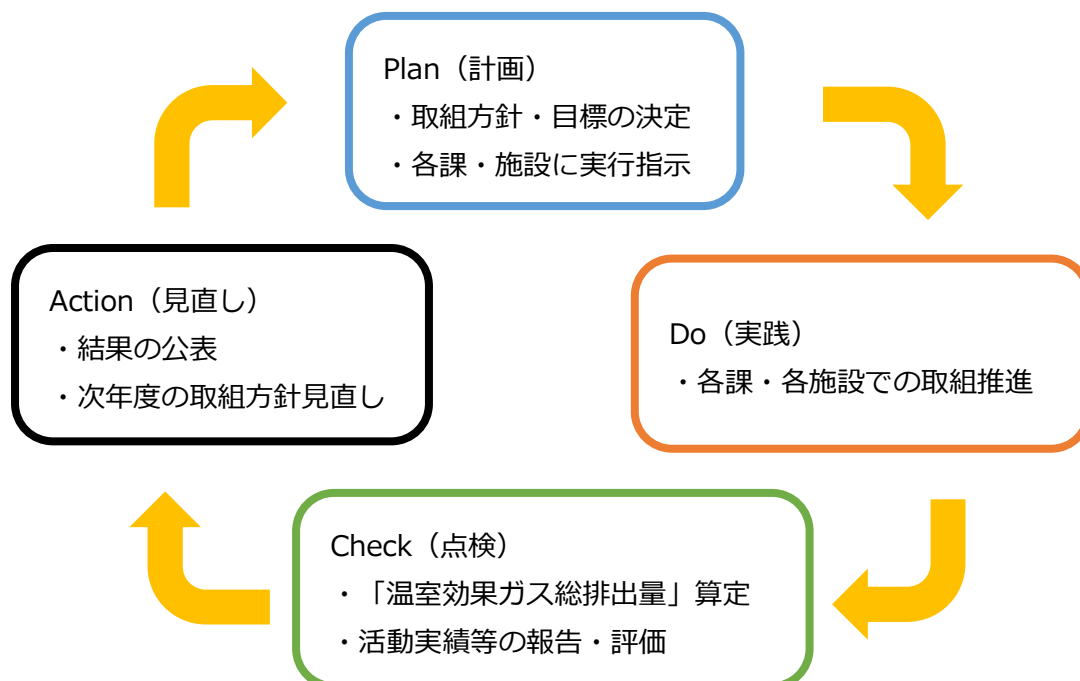 Plan（計画）
・取組方針・目標の決定
・各課・施設に実行指示
Do（実践）
・各課・各施設での取組推進
Check（点検）
・「温室効果ガス総排出量」算定
・活動実績等の報告・評価
Action（見直し）
・結果の公表
・次年度の取組方針見直し